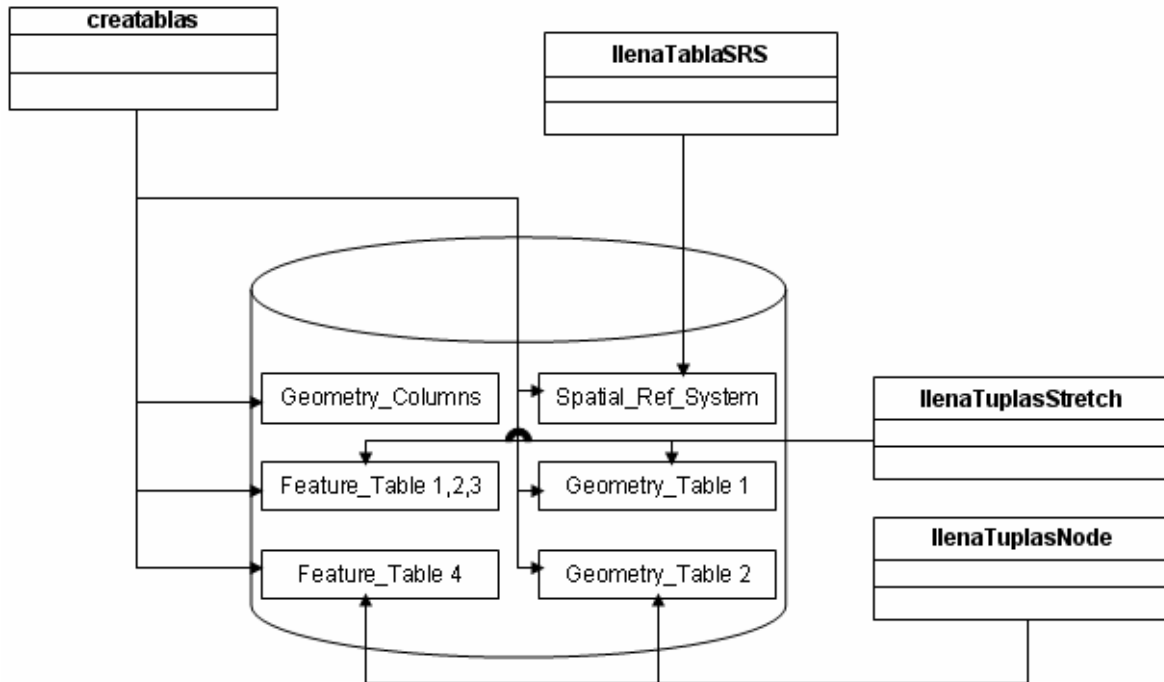 creatablas
llenaTablaSRS
Geometry_Columns
Spatial_Ref_System
llenaTuplasStretch
Feature_Table 1,2,3
Geometry_Table 1
llenaTuplasNode
Feature_Table 4
Geometry_Table 2